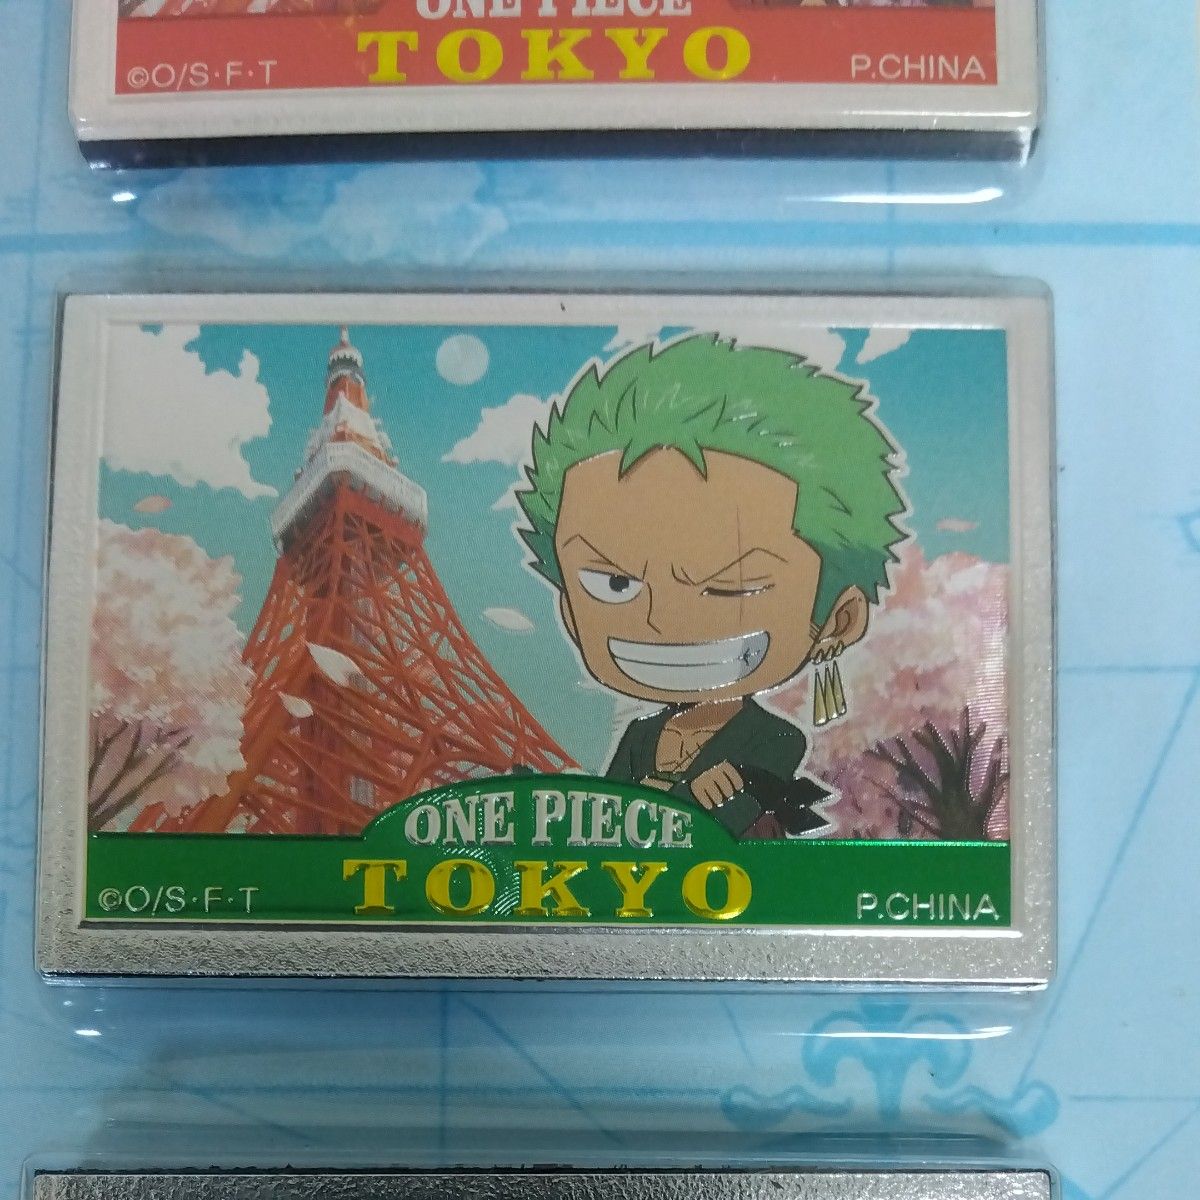 ONE PIECE
TOKYO
©O/S·F·T
P.CHINA
ONE PIECE
TOKYO
©O/S·F·T
P.CHINA